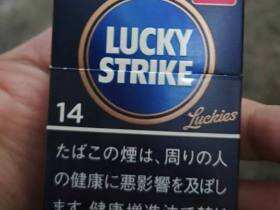 LUCKY
STRIKE
14
Luckies
たばこの煙は、周りの人
の健康に悪影響を及ぼし
ます。健康増進法で禁